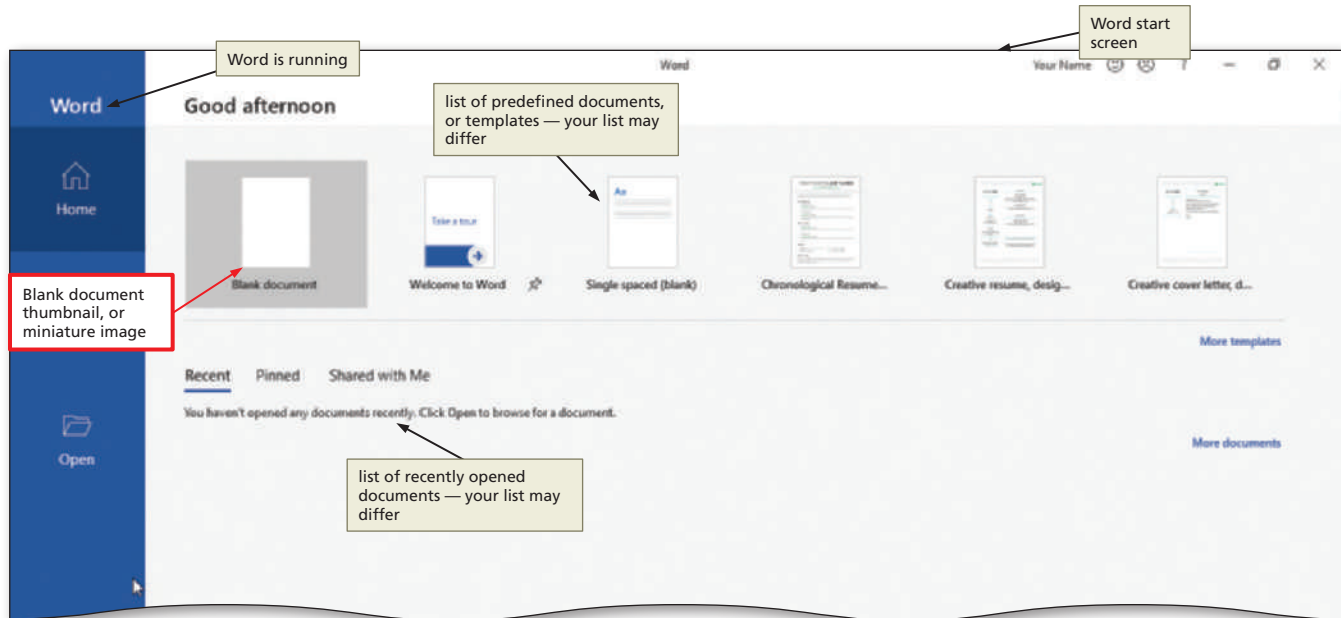 Word start
screen
Word is running
Word
Your Name
?
Word
Good afternoon
list of predefined documents,
or templates — your list may
differ
Home
Aa
Take a tour
Blank document
Welcome to Word
Single spaced (blank)
Chronological Resume...
Creative resume, desig...
Creative cover letter, d...
Blank document
thumbnail, or
miniature image
More templates
Recent Pinned Shared with Me
You haven't opened any documents recently. Click Open to browse for a document.
Open
More documents
list of recently opened
documents — your list may
differ